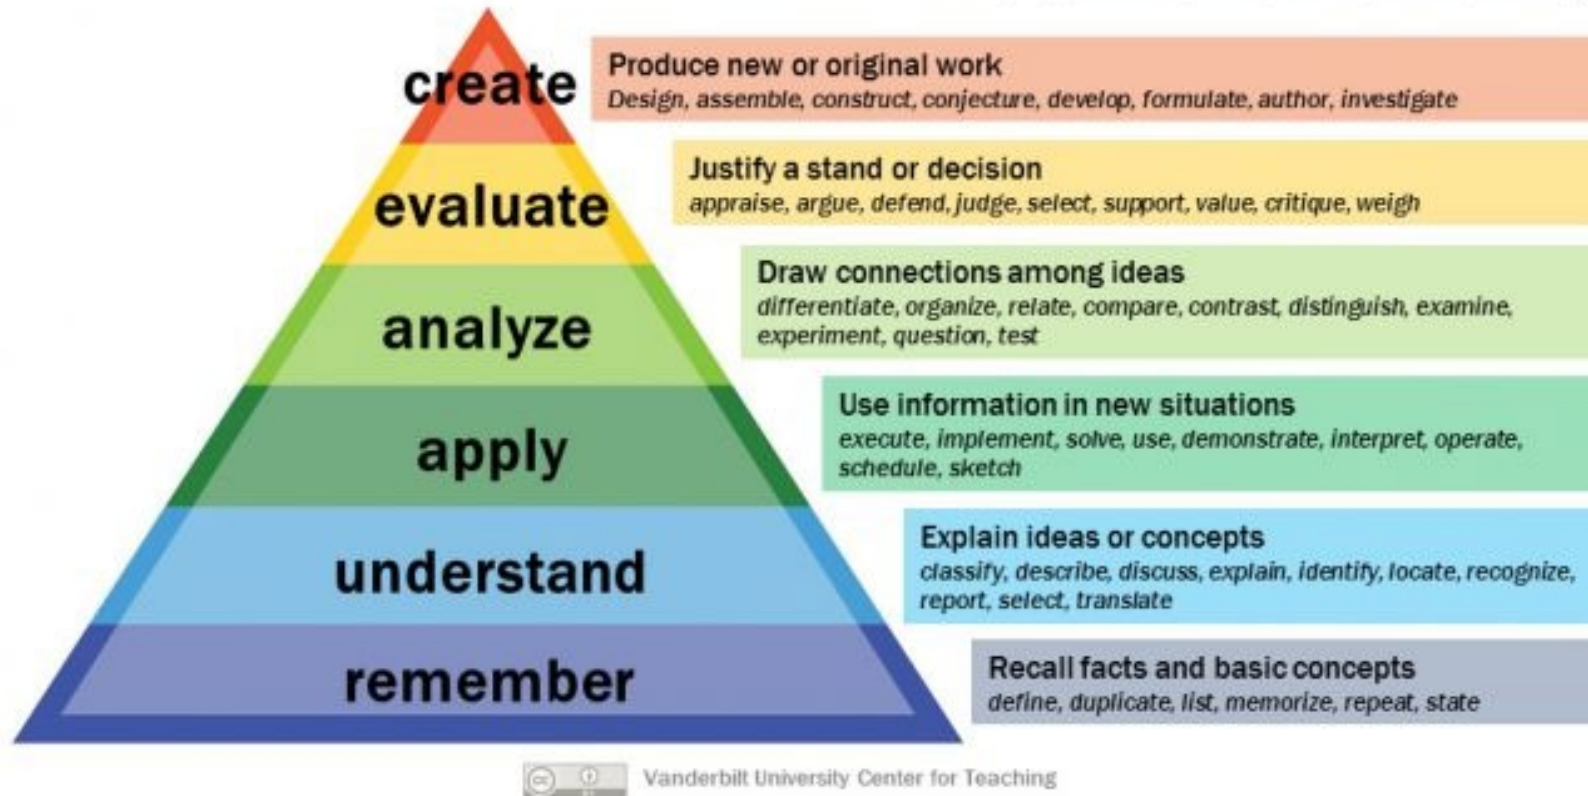 create
Produce new or original work
Design, assemble, construct, conjecture, develop, formulate, author, investigate
evaluate
Justify a stand or decision
appraise, argue, defend, judge, select, support, value, critique, weigh
analyze
Draw connections among ideas
differentiate, organize, relate, compare, contrast, distinguish, examine,
experiment, question, test
apply
Use information in new situations
execute, implement, solve, use, demonstrate, interpret, operate,
schedule, sketch
understand
Explain ideas or concepts
classify, describe, discuss, explain, identify, locate, recognize,
report, select, translate
remember
Recall facts and basic concepts
define, duplicate, list, memorize, repeat, state
cc
Vanderbilt University Center for Teaching